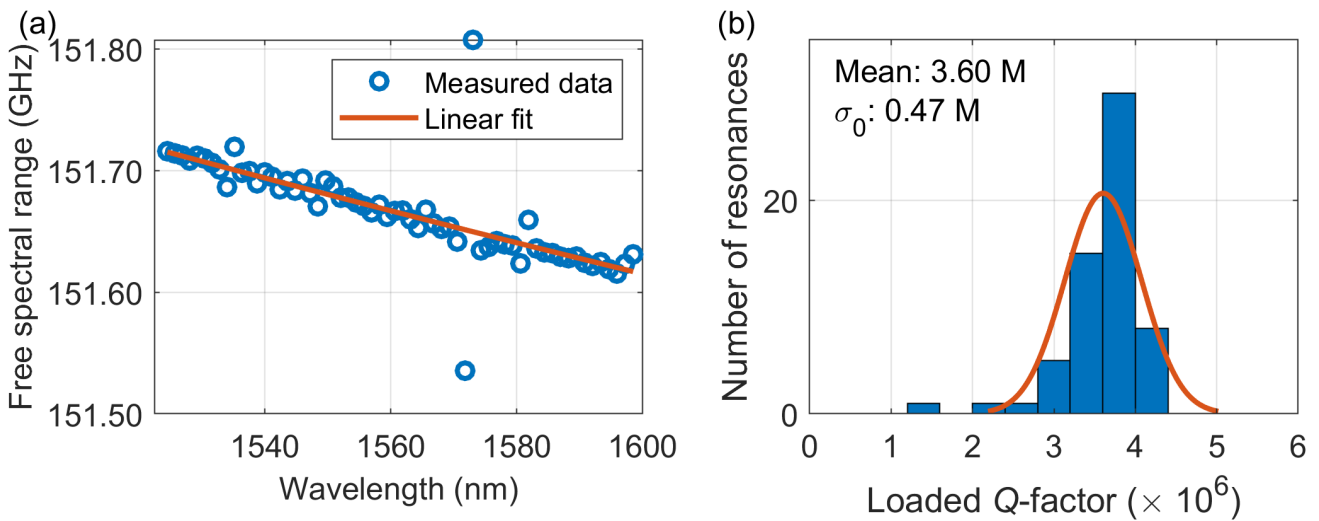 (a)
Free spectral range (GHz)
151.80
151.70
151.60
151.50
Measured data
Linear fit
1540
1560
1580
1600
Wavelength (nm)
(b)
Number of resonances
20
0
Mean: 3.60 M
σ₀: 0.47 M
0
1
2
3
4
5
6
Loaded Q-factor (× 10⁶)